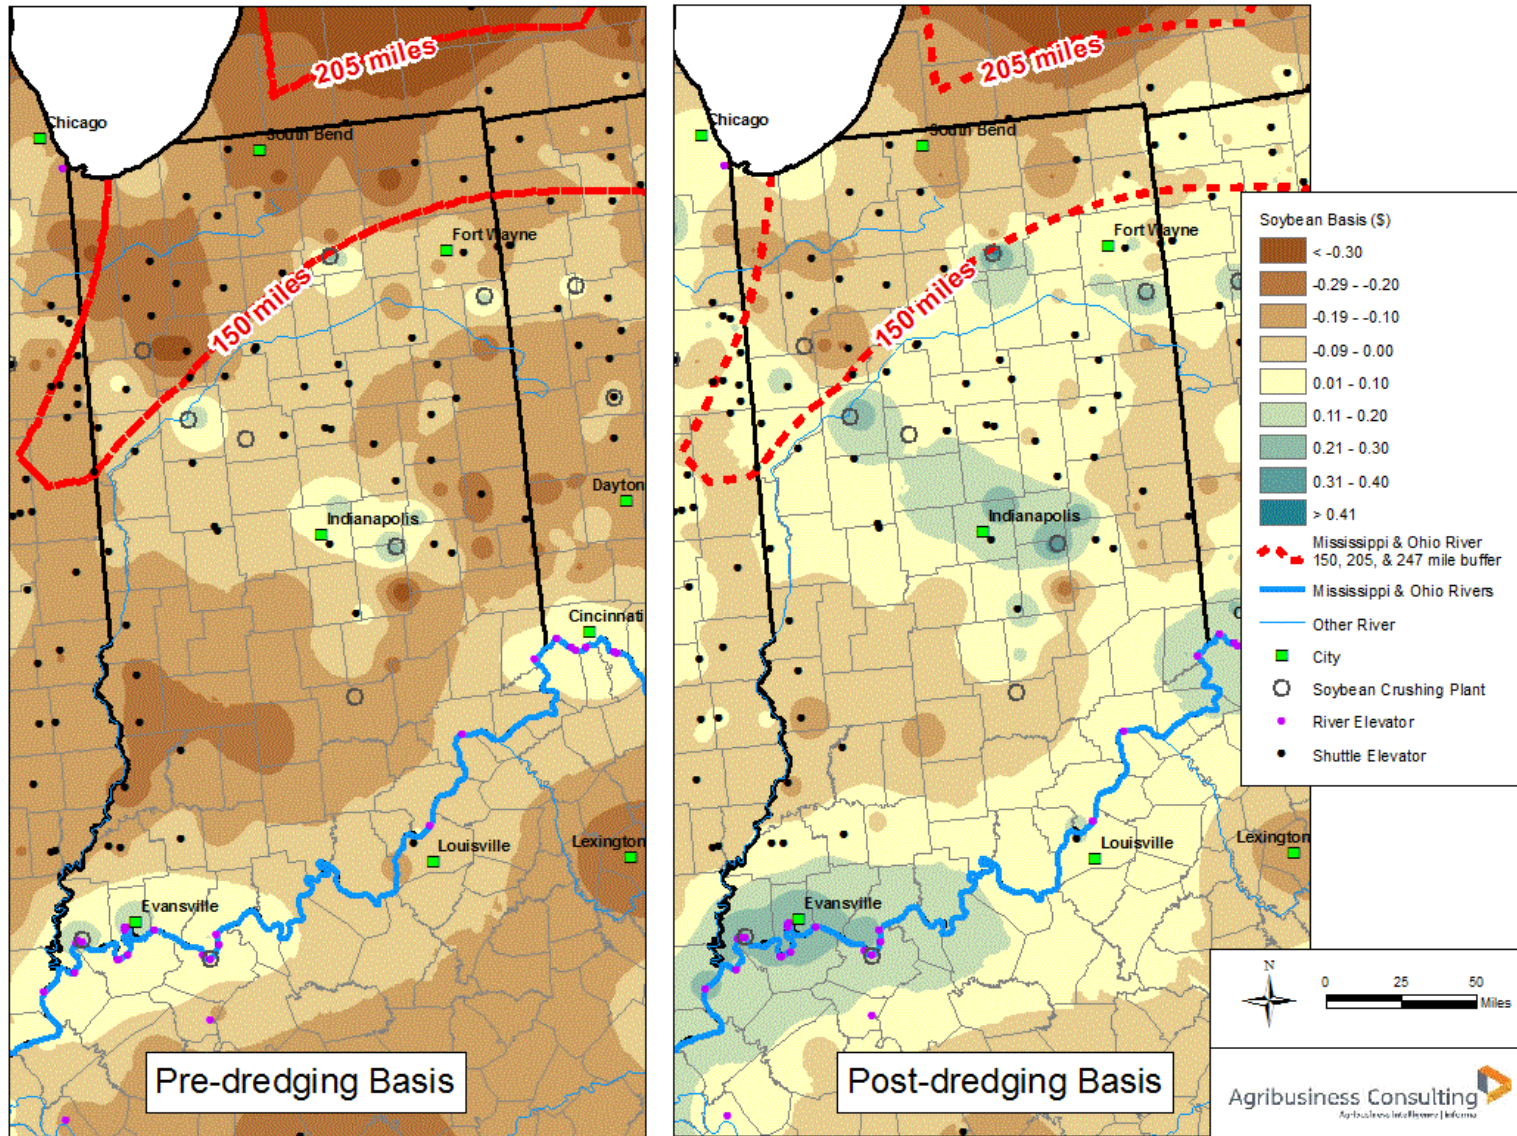 205 miles
Chicago
South Bend
Fort Wayne
150 miles
Dayton
Indianapolis
Cincinnati
Louisville
Lexington
Evansville
Pre-dredging Basis
205 miles
Chicago
South Bend
Fort Wayne
150 miles
Indianapolis
Louisville
Lexington
Evansville
Post-dredging Basis
Soybean Basis ($)
< -0.30
-0.29 - -0.20
-0.19 - -0.10
-0.09 - 0.00
0.01 - 0.10
0.11 - 0.20
0.21 - 0.30
0.31 - 0.40
> 0.41
Mississippi & Ohio River
150, 205, & 247 mile buffer
Mississippi & Ohio Rivers
Other River
City
Soybean Crushing Plant
River Elevator
Shuttle Elevator
N
0 25 50
Miles
Agribusiness Consulting
Agribusiness Intelligence | Informa